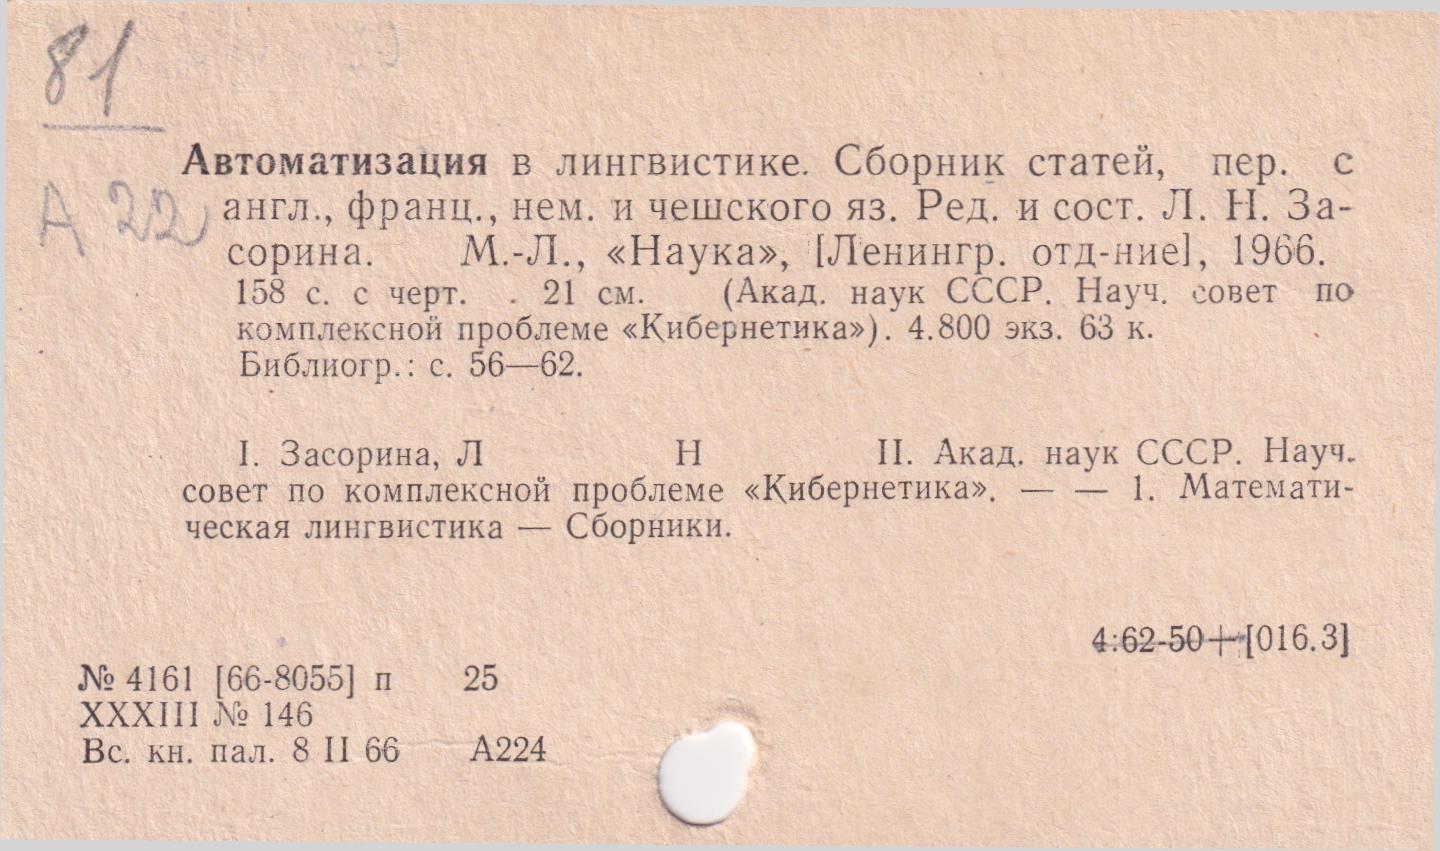 81
А 22
Автоматизация в лингвистике. Сборник статей, пер. с
англ., франц., нем. и чешского яз. Ред. и сост. Л. Н. За-
сорина. М.-Л., «Наука», [Ленингр. отд-ние], 1966.
158 с. с черт. 21 см. (Акад. наук СССР. Науч. совет по
комплексной проблеме «Кибернетика»). 4.800 экз. 63 к.
Библиогр.: с. 56—62.
I. Засорина, Л Н II. Акад. наук СССР. Науч.
совет по комплексной проблеме «Кибернетика». — — 1. Математи-
ческая лингвистика — Сборники.
4:62-50+[016.3]
№ 4161 [66-8055] п 25
XXXIII № 146
Вс. кн. пал. 8 II 66 А224